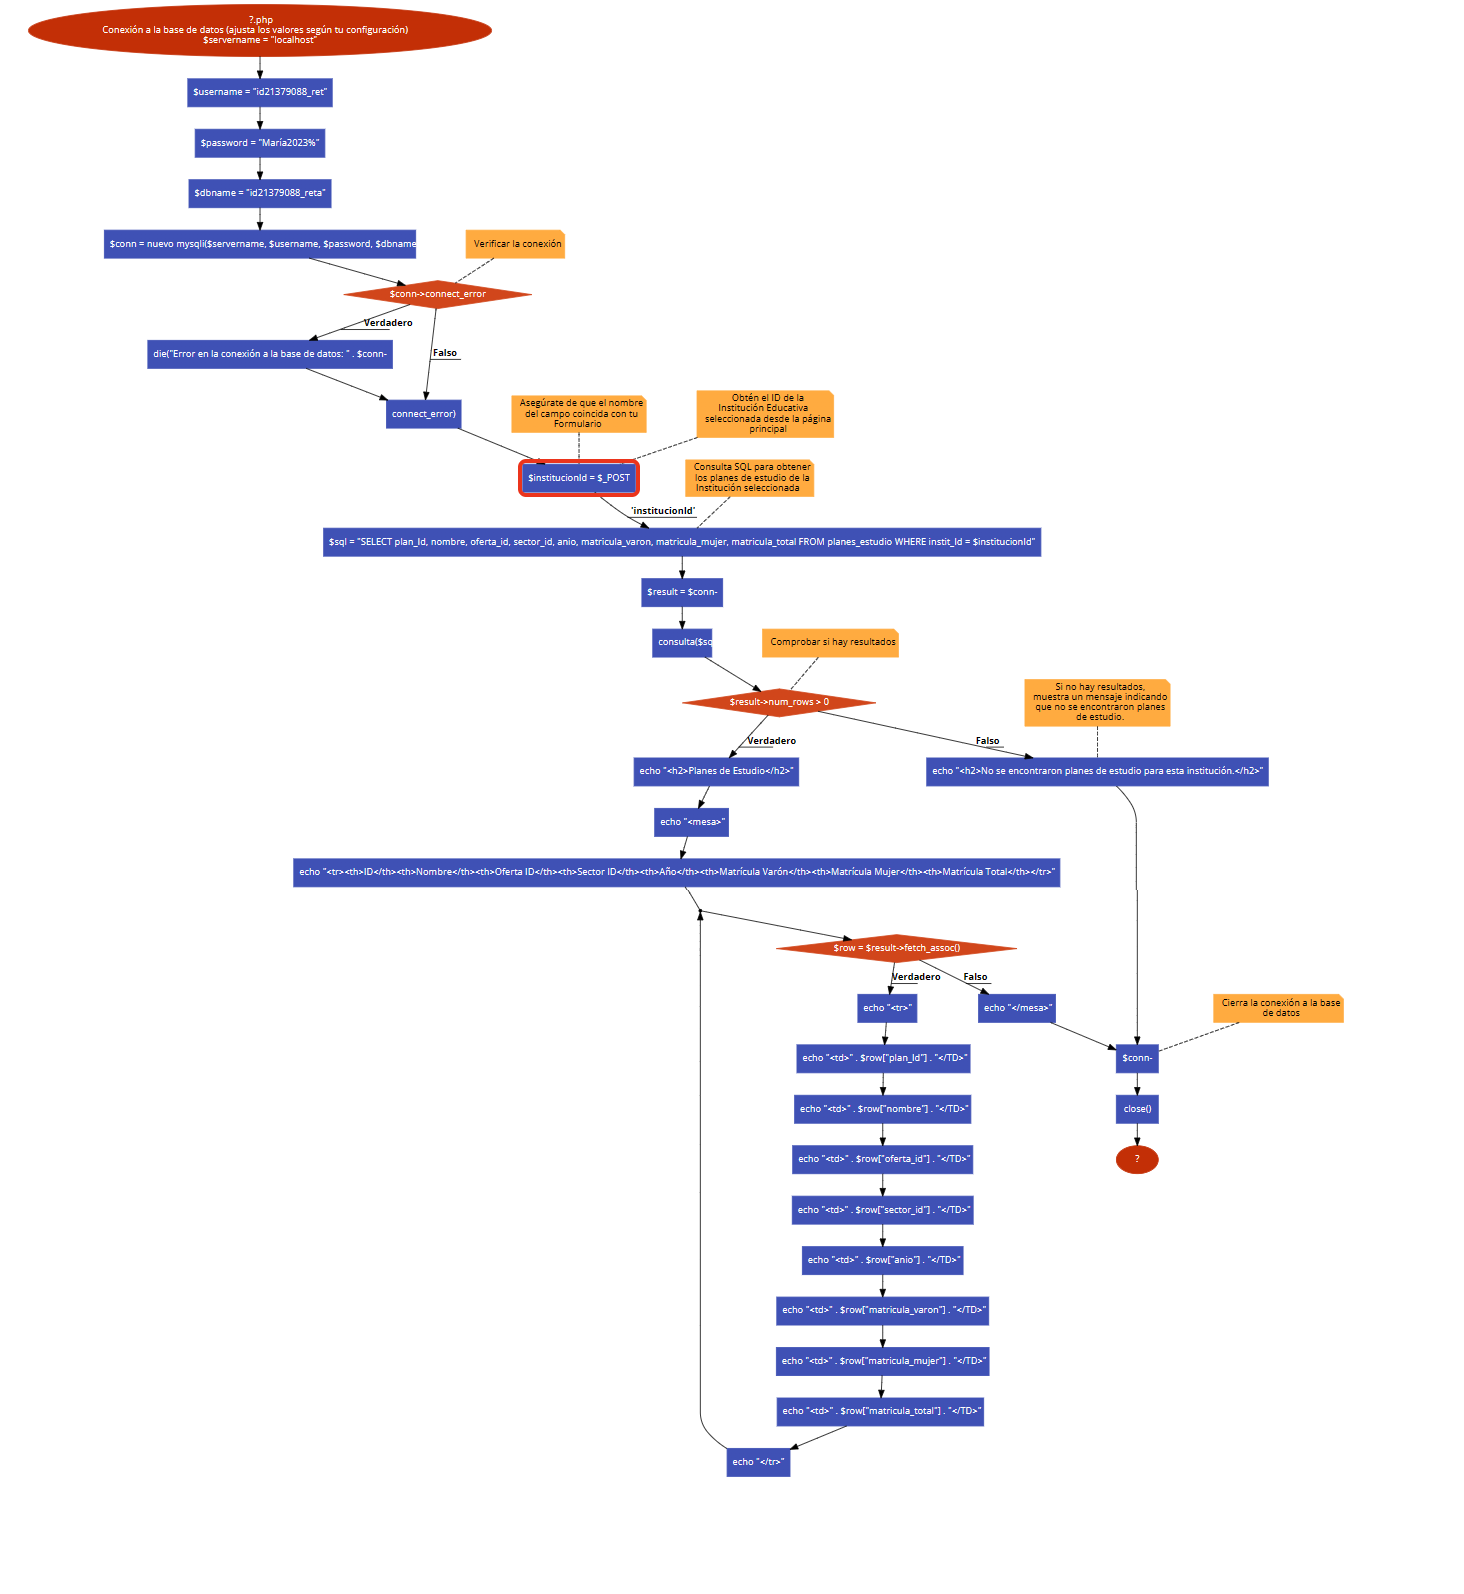 ?.php
Conexión a la base de datos (ajusta los valores según tu configuración)
$servername = "localhost"
$username = "id21379088_ret"
$password = "María2023%"
$dbname = "id21379088_reta"
$conn = nuevo mysqli($servername, $username, $password, $dbname
Verificar la conexión
$conn->connect_error
Verdadero
die("Error en la conexión a la base de datos: " . $conn-
Falso
connect_error)
Asegúrate de que el nombre
del campo coincida con tu
Formulario
Obtén el ID de la
Institución Educativa
seleccionada desde la página
principal
$institucionId = $_POST
Consulta SQL para obtener
los planes de estudio de la
Institución seleccionada
'institucionId'
$sql = "SELECT plan_Id, nombre, oferta_id, sector_id, anio, matricula_varon, matricula_mujer, matricula_total FROM planes_estudio WHERE instit_Id = $institucionId"
$result = $conn-
consulta($sq
Comprobar si hay resultados
$result->num_rows > 0
Si no hay resultados,
muestra un mensaje indicando
que no se encontraron planes
de estudio.
Verdadero
Falso
echo "<h2>Planes de Estudio</h2>"
echo "<h2>No se encontraron planes de estudio para esta institución.</h2>"
echo "<mesa>"
echo "<tr><th>ID</th><th>Nombre</th><th>Oferta ID</th><th>Sector ID</th><th>Año</th><th>Matrícula Varón</th><th>Matrícula Mujer</th><th>Matrícula Total</th></tr>"
$row = $result->fetch_assoc()
Verdadero
Falso
echo "<tr>"
echo "</mesa>"
Cierra la conexión a la base
de datos
echo "<td>" . $row["plan_Id"] . "</TD>"
$conn-
echo "<td>" . $row["nombre"] . "</TD>"
close()
echo "<td>" . $row["oferta_id"] . "</TD>"
?
echo "<td>" . $row["sector_id"] . "</TD>"
echo "<td>" . $row["anio"] . "</TD>"
echo "<td>" . $row["matricula_varon"] . "</TD>"
echo "<td>" . $row["matricula_mujer"] . "</TD>"
echo "<td>" . $row["matricula_total"] . "</TD>"
echo "</tr>"